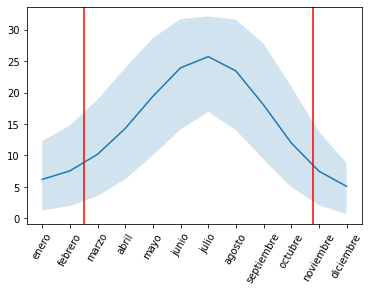 30
25
20
15
10
5
0
enero
febrero
marzo
abril
mayo
junio
julio
agosto
septiembre
octubre
noviembre
diciembre